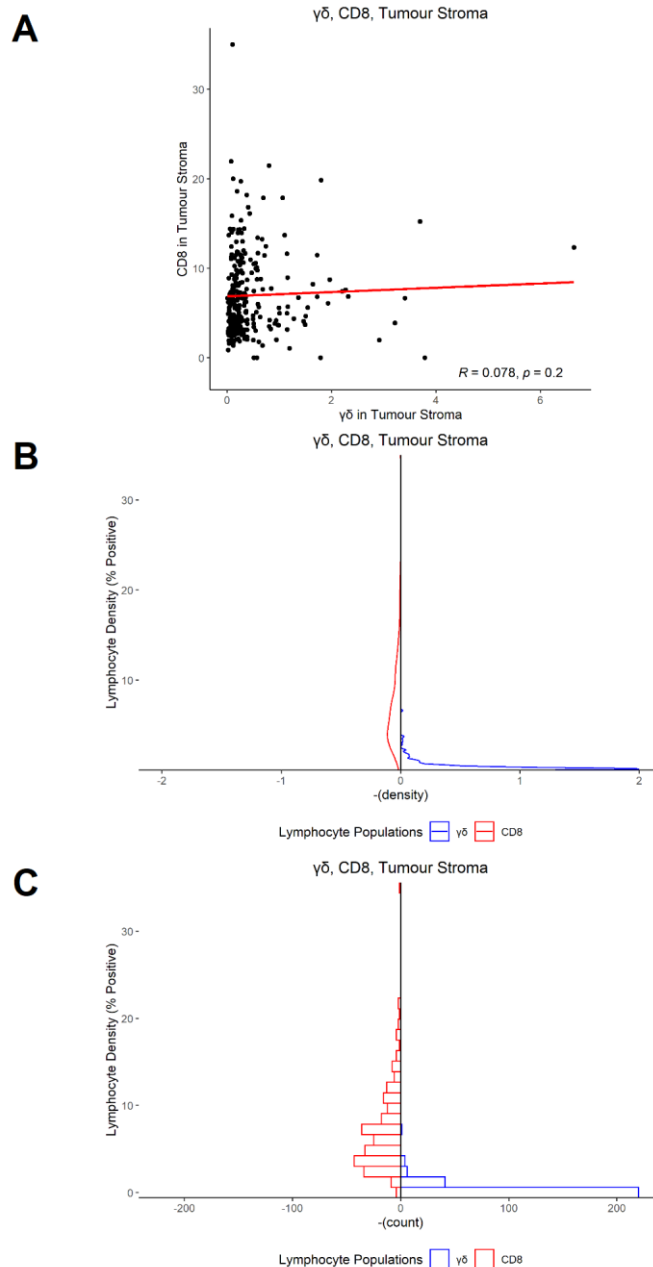 A
γδ, CD8, Tumour Stroma
CD8 in Tumour Stroma
30
20
10
0
R = 0.078, p = 0.2
0 2 4 6
γδ in Tumour Stroma
B
γδ, CD8, Tumour Stroma
Lymphocyte Density (% Positive)
30
20
10
-2 -1 0 1 2
-(density)
Lymphocyte Populations γδ CD8
C
γδ, CD8, Tumour Stroma
Lymphocyte Density (% Positive)
30
20
10
0
-200 -100 0 100 200
-(count)
Lymphocyte Populations γδ CD8